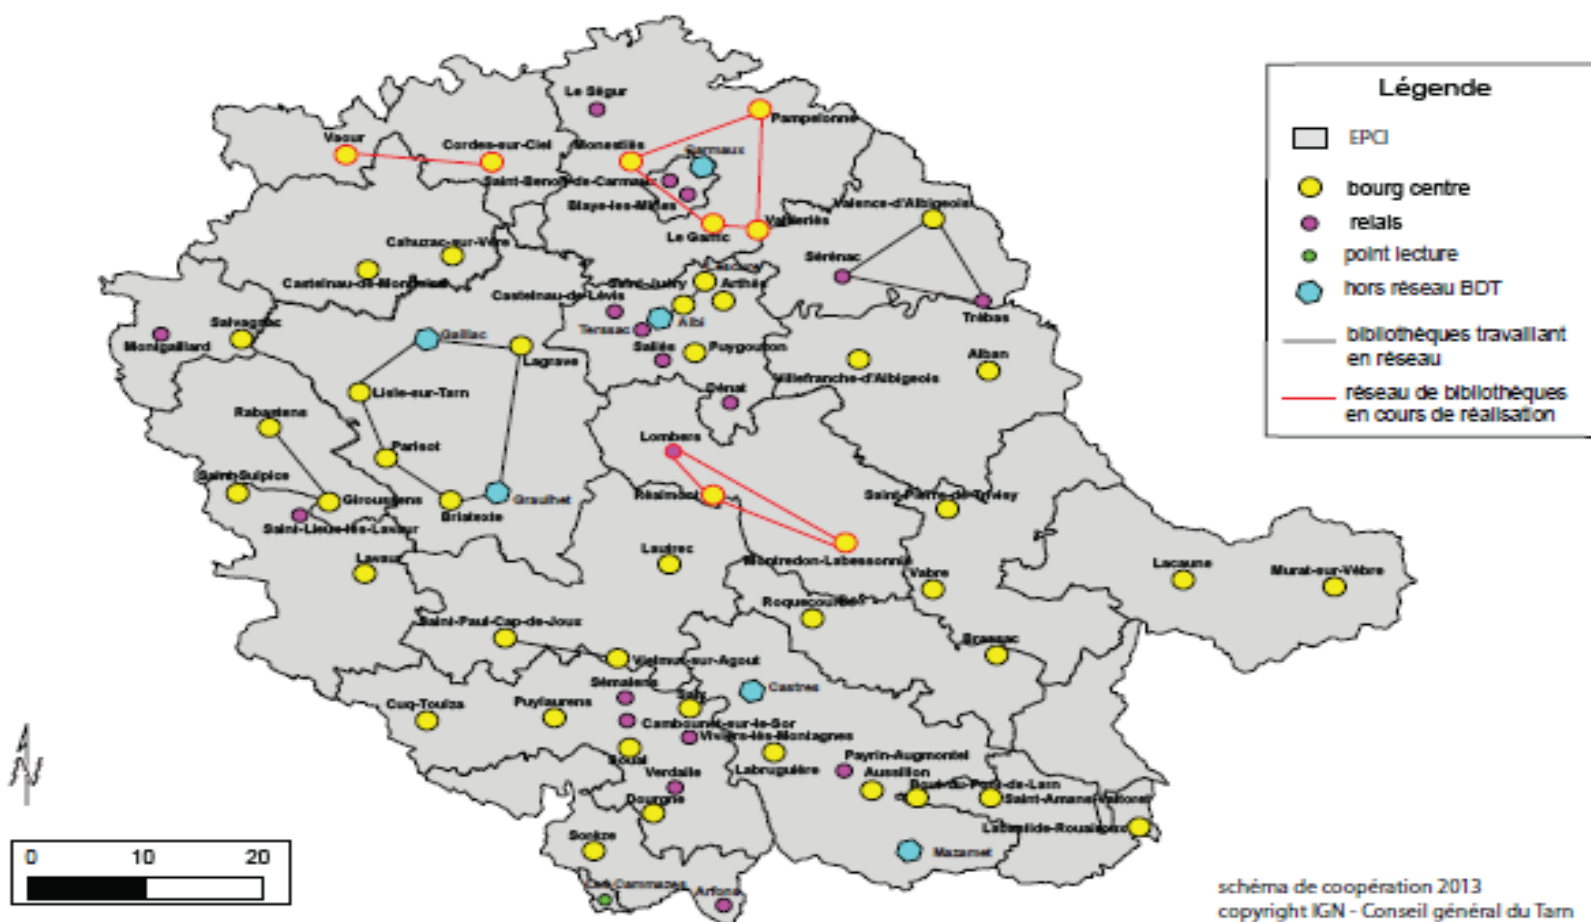 Le Ségur
Pampelonne
Vaour
Cordes-sur-Ciel
Monestiès
Carmaux
Saint-Benoit-de-Carmaux
Blaye-les-Mines
Le Garric
Valderiès
Valence-d'Albigeois
Cahuzac-sur-Vère
Sérénac
Trébas
Castelnau-de-Lévis
Saint-Juéry
Arthès
Terssac
Albi
Salvagnac
Montgaillard
Gaillac
Lagrave
Saliès
Puygouzon
Villefranche-d'Albigeois
Alban
Lisle-sur-Tarn
Dénat
Rabastens
Parisot
Lombers
Saint-Sulpice
Giroussens
Briatexte
Graulhet
Réalmont
Saint-Pierre-de-Trivisy
Saint-Lieux-lès-Lavaur
Lavaur
Lautrec
Montredon-Labessonnié
Vabre
Lacaune
Murat-sur-Vèbre
Roquecourbe
Saint-Paul-Cap-de-Joux
Vielmur-sur-Agout
Brassac
Sémalens
Saïx
Castres
Cuq-Toulza
Puylaurens
Cambounet-sur-le-Sor
Viviers-lès-Montagnes
Soual
Labruguière
Payrin-Augmontel
Verdalle
Aussillon
Bout-du-Pont-de-Larn
Saint-Amans-Valtoret
Dourgne
Labastide-Rouairoux
Sorèze
Mazamet
Arfons
Légende
EPCI
bourg centre
relais
point lecture
hors réseau BDT
bibliothèques travaillant
en réseau
réseau de bibliothèques
en cours de réalisation
N
0 10 20
schéma de coopération 2013
copyright IGN - Conseil général du Tarn